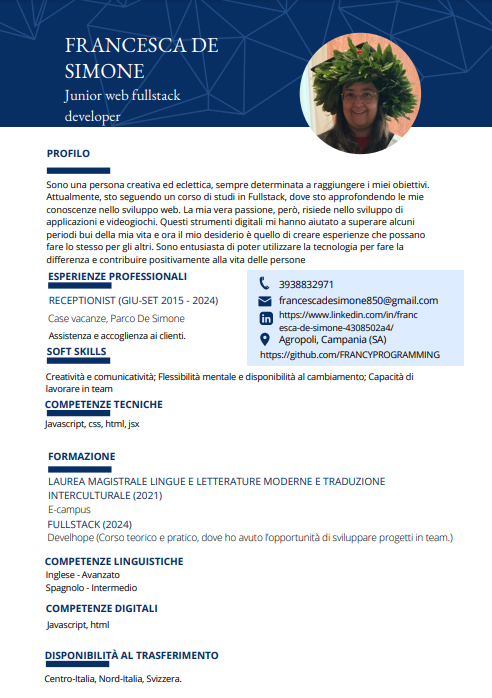 FRANCESCA DE
SIMONE
Junior web fullstack
developer
PROFILO
Sono una persona creativa ed eclettica, sempre determinata a raggiungere i miei obiettivi.
Attualmente, sto seguendo un corso di studi in Fullstack, dove sto approfondendo le mie
conoscenze nello sviluppo web. La mia vera passione, però, risiede nello sviluppo di
applicazioni e videogiochi. Questi strumenti digitali mi hanno aiutato a superare alcuni
periodi bui della mia vita e ora il mio desiderio è quello di creare esperienze che possano
fare lo stesso per gli altri. Sono entusiasta di poter utilizzare la tecnologia per fare la
differenza e contribuire positivamente alla vita delle persone
ESPERIENZE PROFESSIONALI
RECEPTIONIST (GIU-SET 2015 - 2024)
Case vacanze, Parco De Simone
Assistenza e accoglienza ai clienti.
3938832971
francescadesimone850@gmail.com
https://www.linkedin.com/in/franc
esca-de-simone-4308502a4/
Agropoli, Campania (SA)
https://github.com/FRANCYPROGRAMMING
SOFT SKILLS
Creatività e comunicatività; Flessibilità mentale e disponibilità al cambiamento; Capacità di
lavorare in team
COMPETENZE TECNICHE
Javascript, css, html, jsx
FORMAZIONE
LAUREA MAGISTRALE LINGUE E LETTERATURE MODERNE E TRADUZIONE
INTERCULTURALE (2021)
E-campus
FULLSTACK (2024)
Develhope (Corso teorico e pratico, dove ho avuto l'opportunità di sviluppare progetti in team.)
COMPETENZE LINGUISTICHE
Inglese - Avanzato
Spagnolo - Intermedio
COMPETENZE DIGITALI
Javascript, html
DISPONIBILITÀ AL TRASFERIMENTO
Centro-Italia, Nord-Italia, Svizzera.